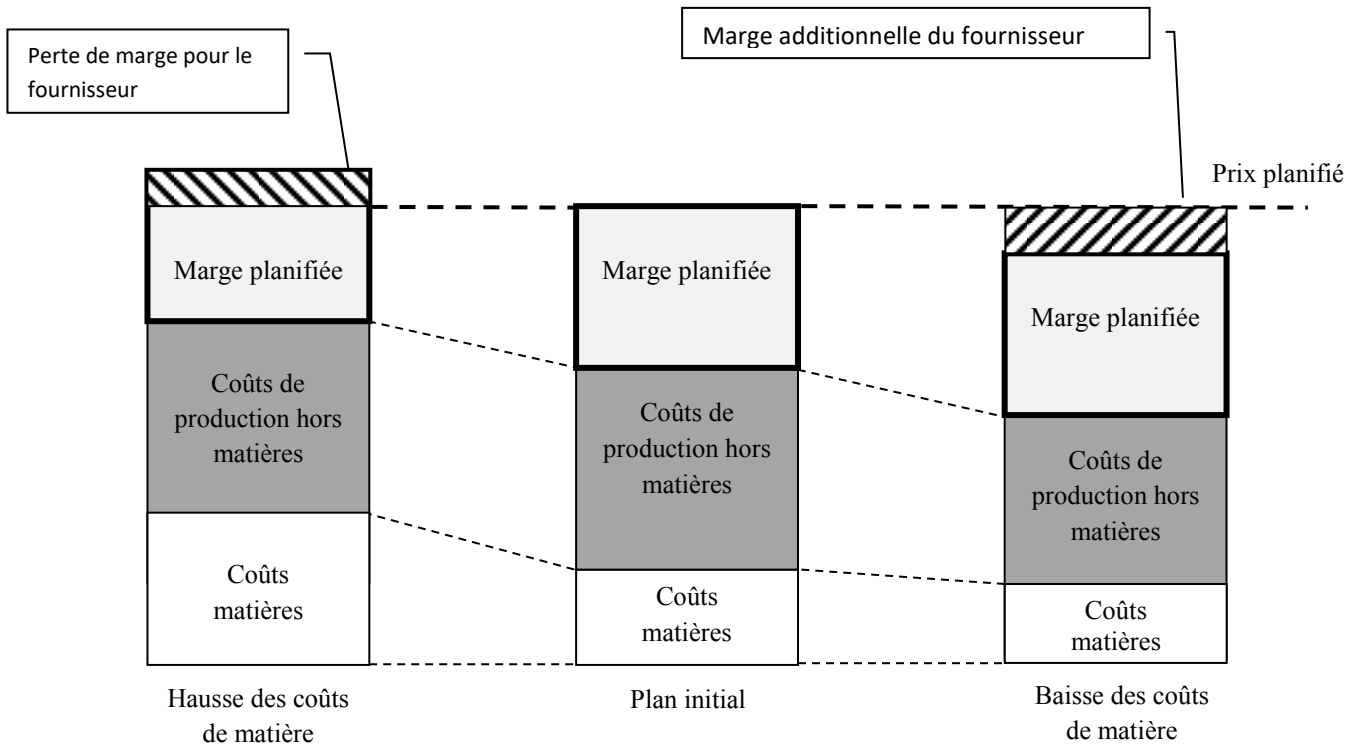 Perte de marge pour le
fournisseur
Marge additionnelle du fournisseur
Prix planifié
Marge planifiée
Coûts de
production hors
matières
Coûts
matières
Hausse des coûts
de matière
Marge planifiée
Coûts de
production hors
matières
Coûts
matières
Plan initial
Marge planifiée
Coûts de
production hors
matières
Coûts
matières
Baisse des coûts
de matière